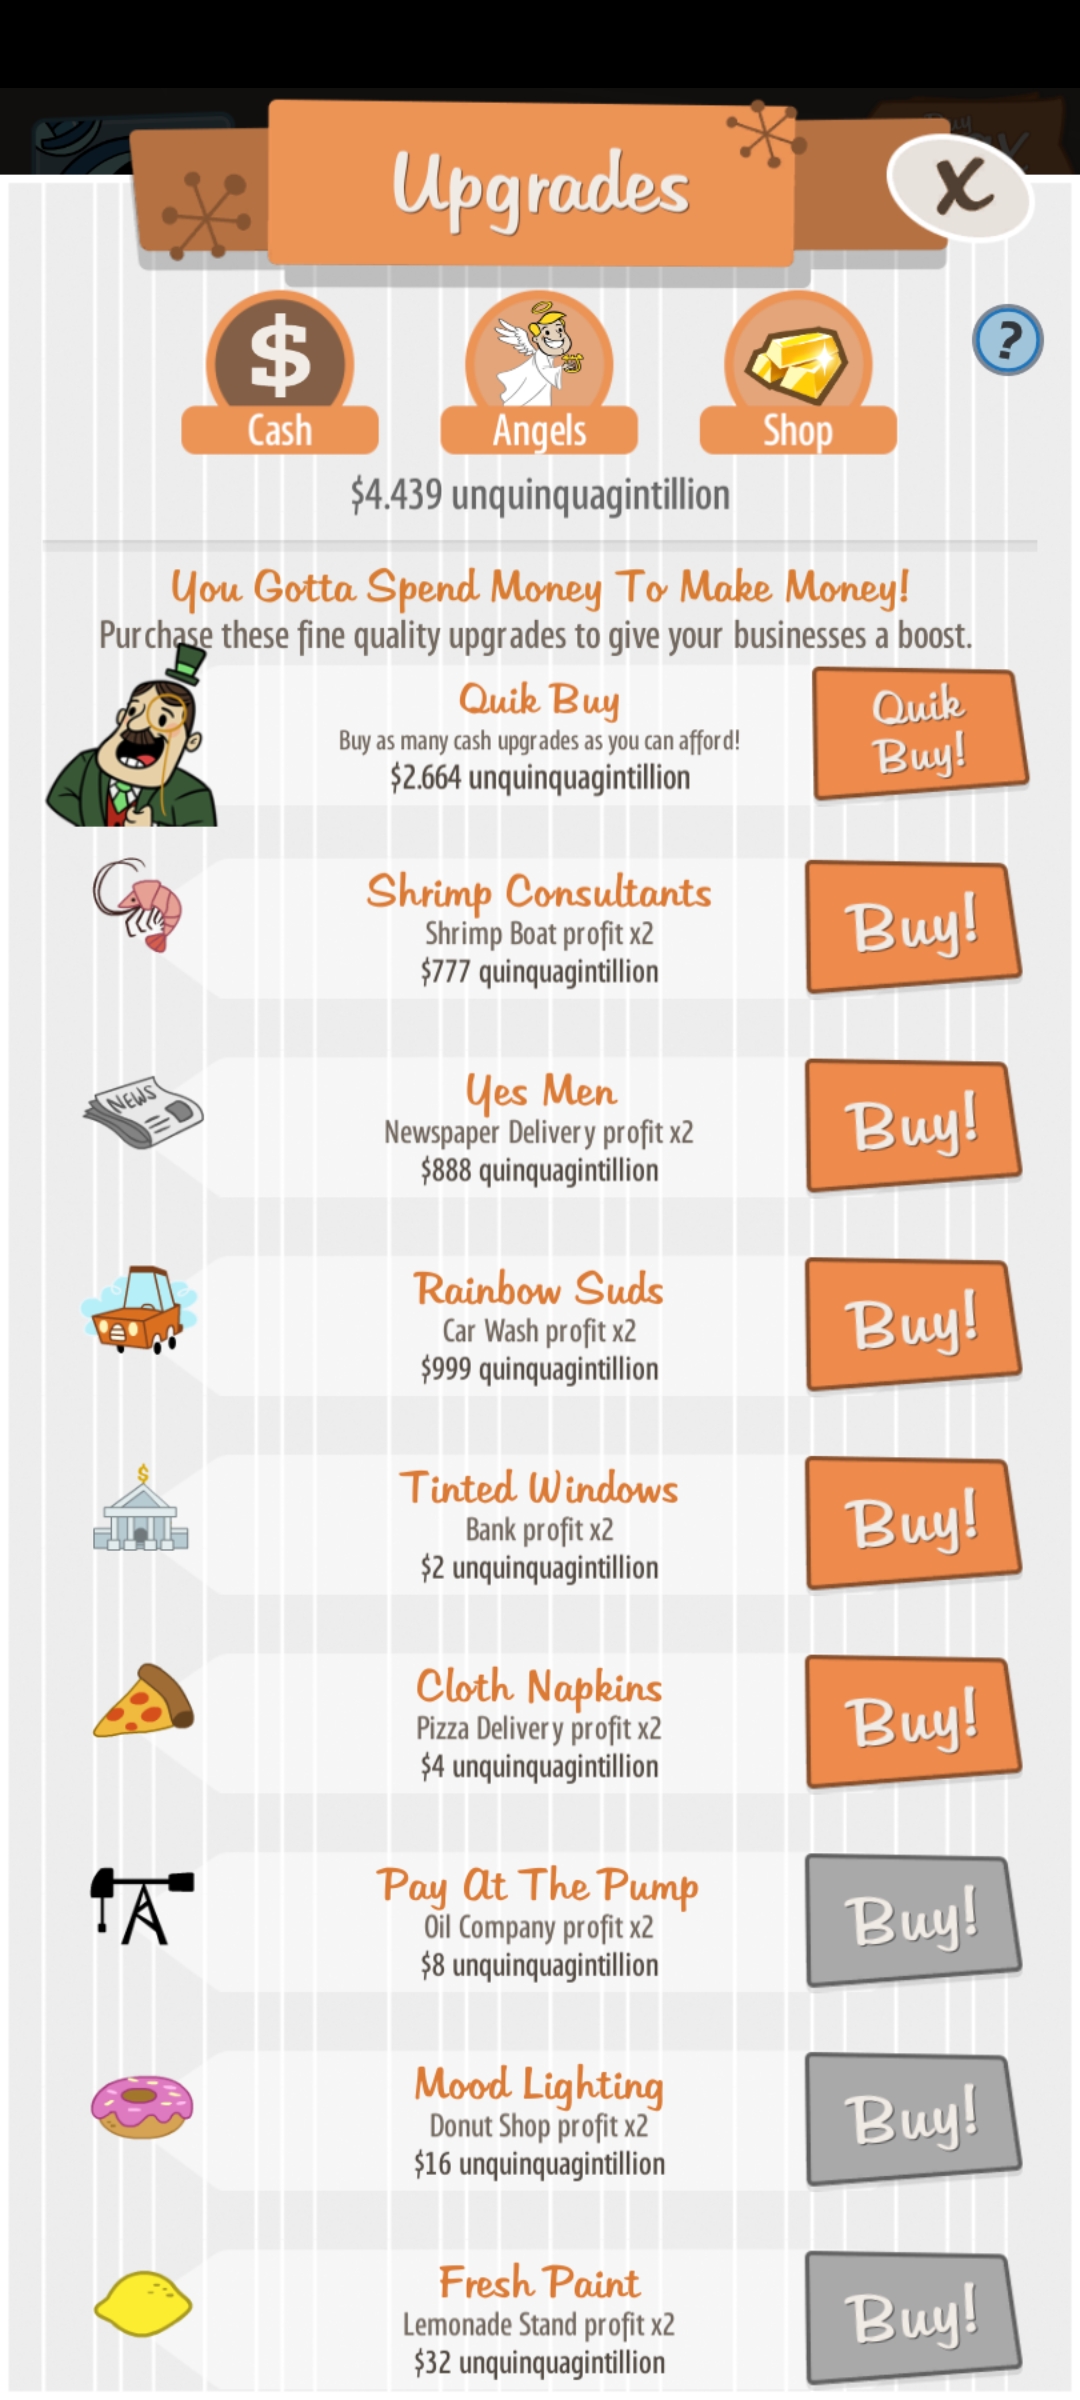 Buy
Upgrades
X
$
?
Cash
Angels
Shop
$4.439 unquinquagintillion
You Gotta Spend Money To Make Money!
Purchase these fine quality upgrades to give your businesses a boost.
Quik Buy
Buy as many cash upgrades as you can afford!
$2.664 unquinquagintillion
Quik
Buy!
Shrimp Consultants
Shrimp Boat profit x2
$777 quinquagintillion
Buy!
NEWS
Yes Men
Newspaper Delivery profit x2
$888 quinquagintillion
Buy!
Rainbow Suds
Car Wash profit x2
$999 quinquagintillion
Buy!
$
Tinted Windows
Bank profit x2
$2 unquinquagintillion
Buy!
Cloth Napkins
Pizza Delivery profit x2
$4 unquinquagintillion
Buy!
Pay At The Pump
Oil Company profit x2
$8 unquinquagintillion
Buy!
Mood Lighting
Donut Shop profit x2
$16 unquinquagintillion
Buy!
Fresh Paint
Lemonade Stand profit x2
$32 unquinquagintillion
Buy!